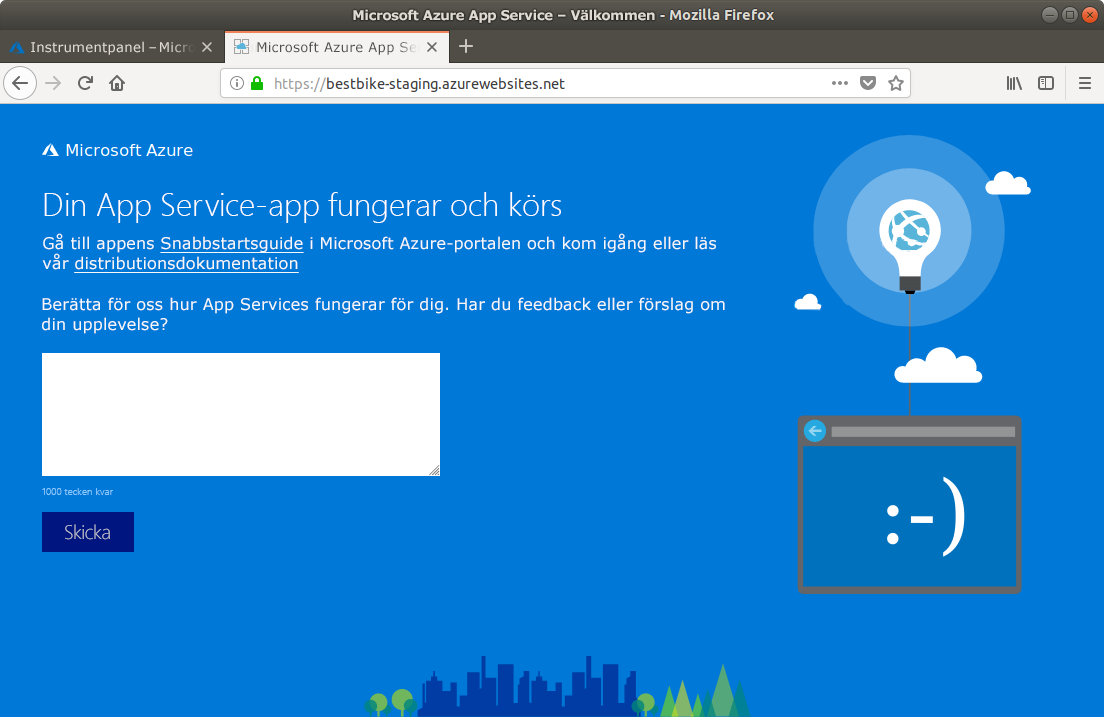 Microsoft Azure App Service – Välkommen - Mozilla Firefox
Instrumentpanel – Micro
Microsoft Azure App Se
https://bestbike-staging.azurewebsites.net
Microsoft Azure
Din App Service-app fungerar och körs
Gå till appens Snabbstartsguide i Microsoft Azure-portalen och kom igång eller läs
vår distributionsdokumentation
Berätta för oss hur App Services fungerar för dig. Har du feedback eller förslag om
din upplevelse?
1000 tecken kvar
Skicka
:-)